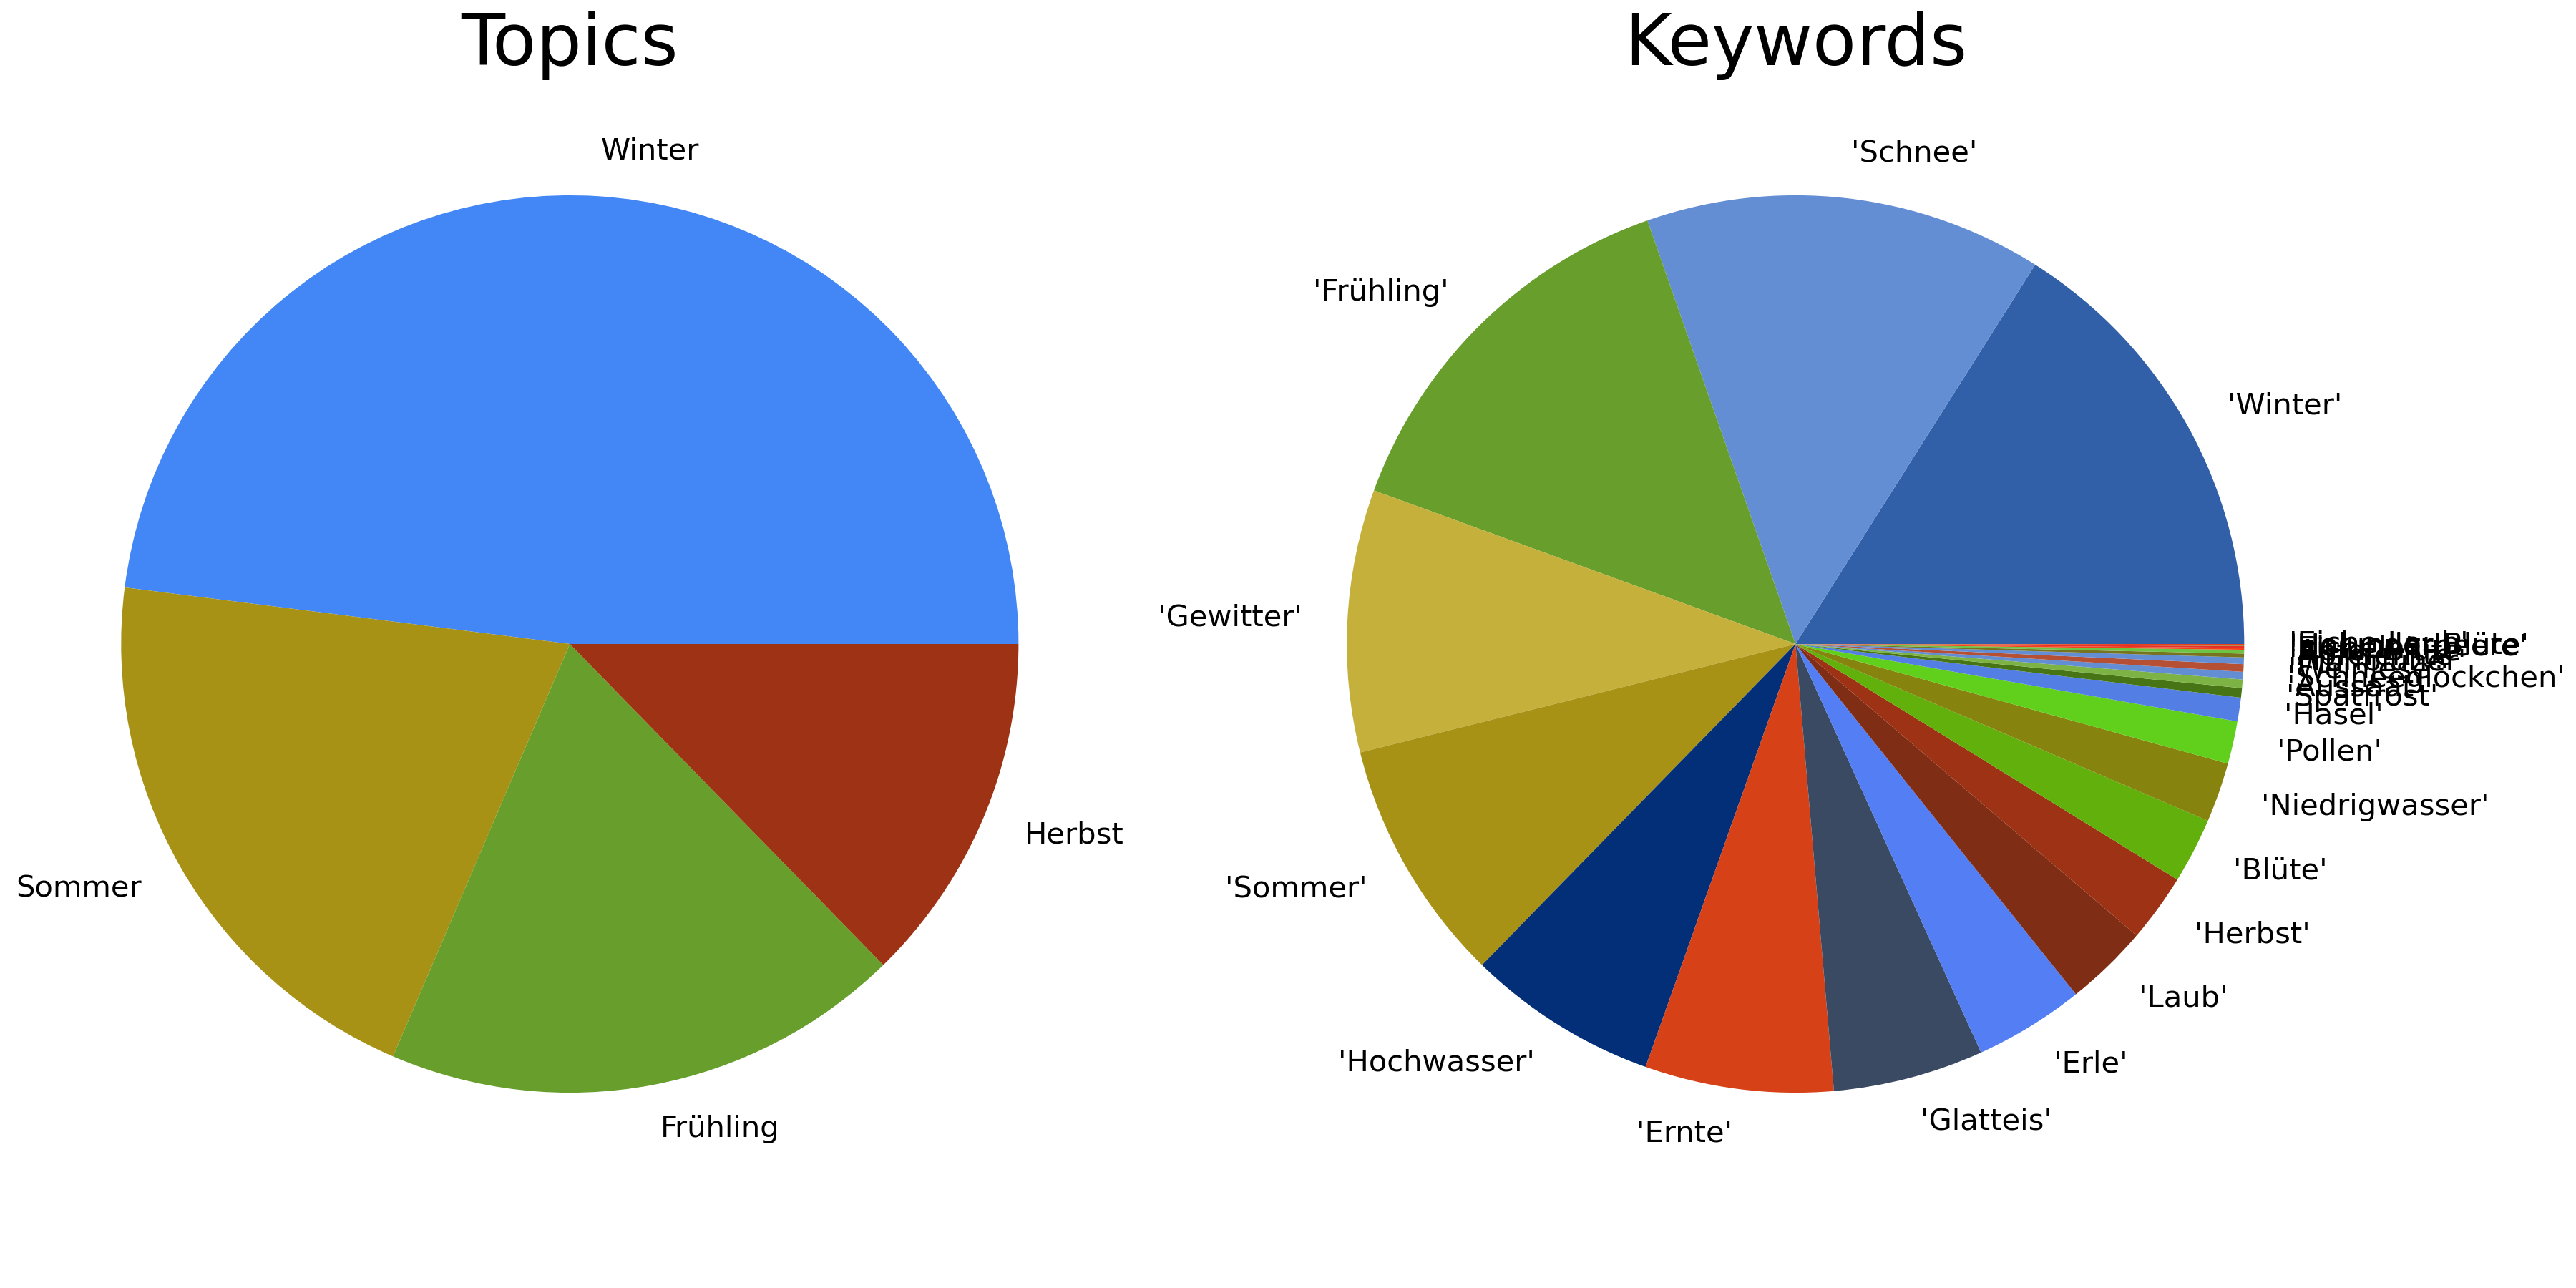 Topics
Winter
Sommer
Frühling
Herbst
Keywords
'Schnee'
'Frühling'
'Winter'
'Gewitter'
'Sommer'
'Hochwasser'
'Ernte'
'Glatteis'
'Erle'
'Laub'
'Herbst'
'Blüte'
'Niedrigwasser'
'Pollen'
'Hasel'
'Spätfrost'
'Aussaat'
'Schneeglöckchen'